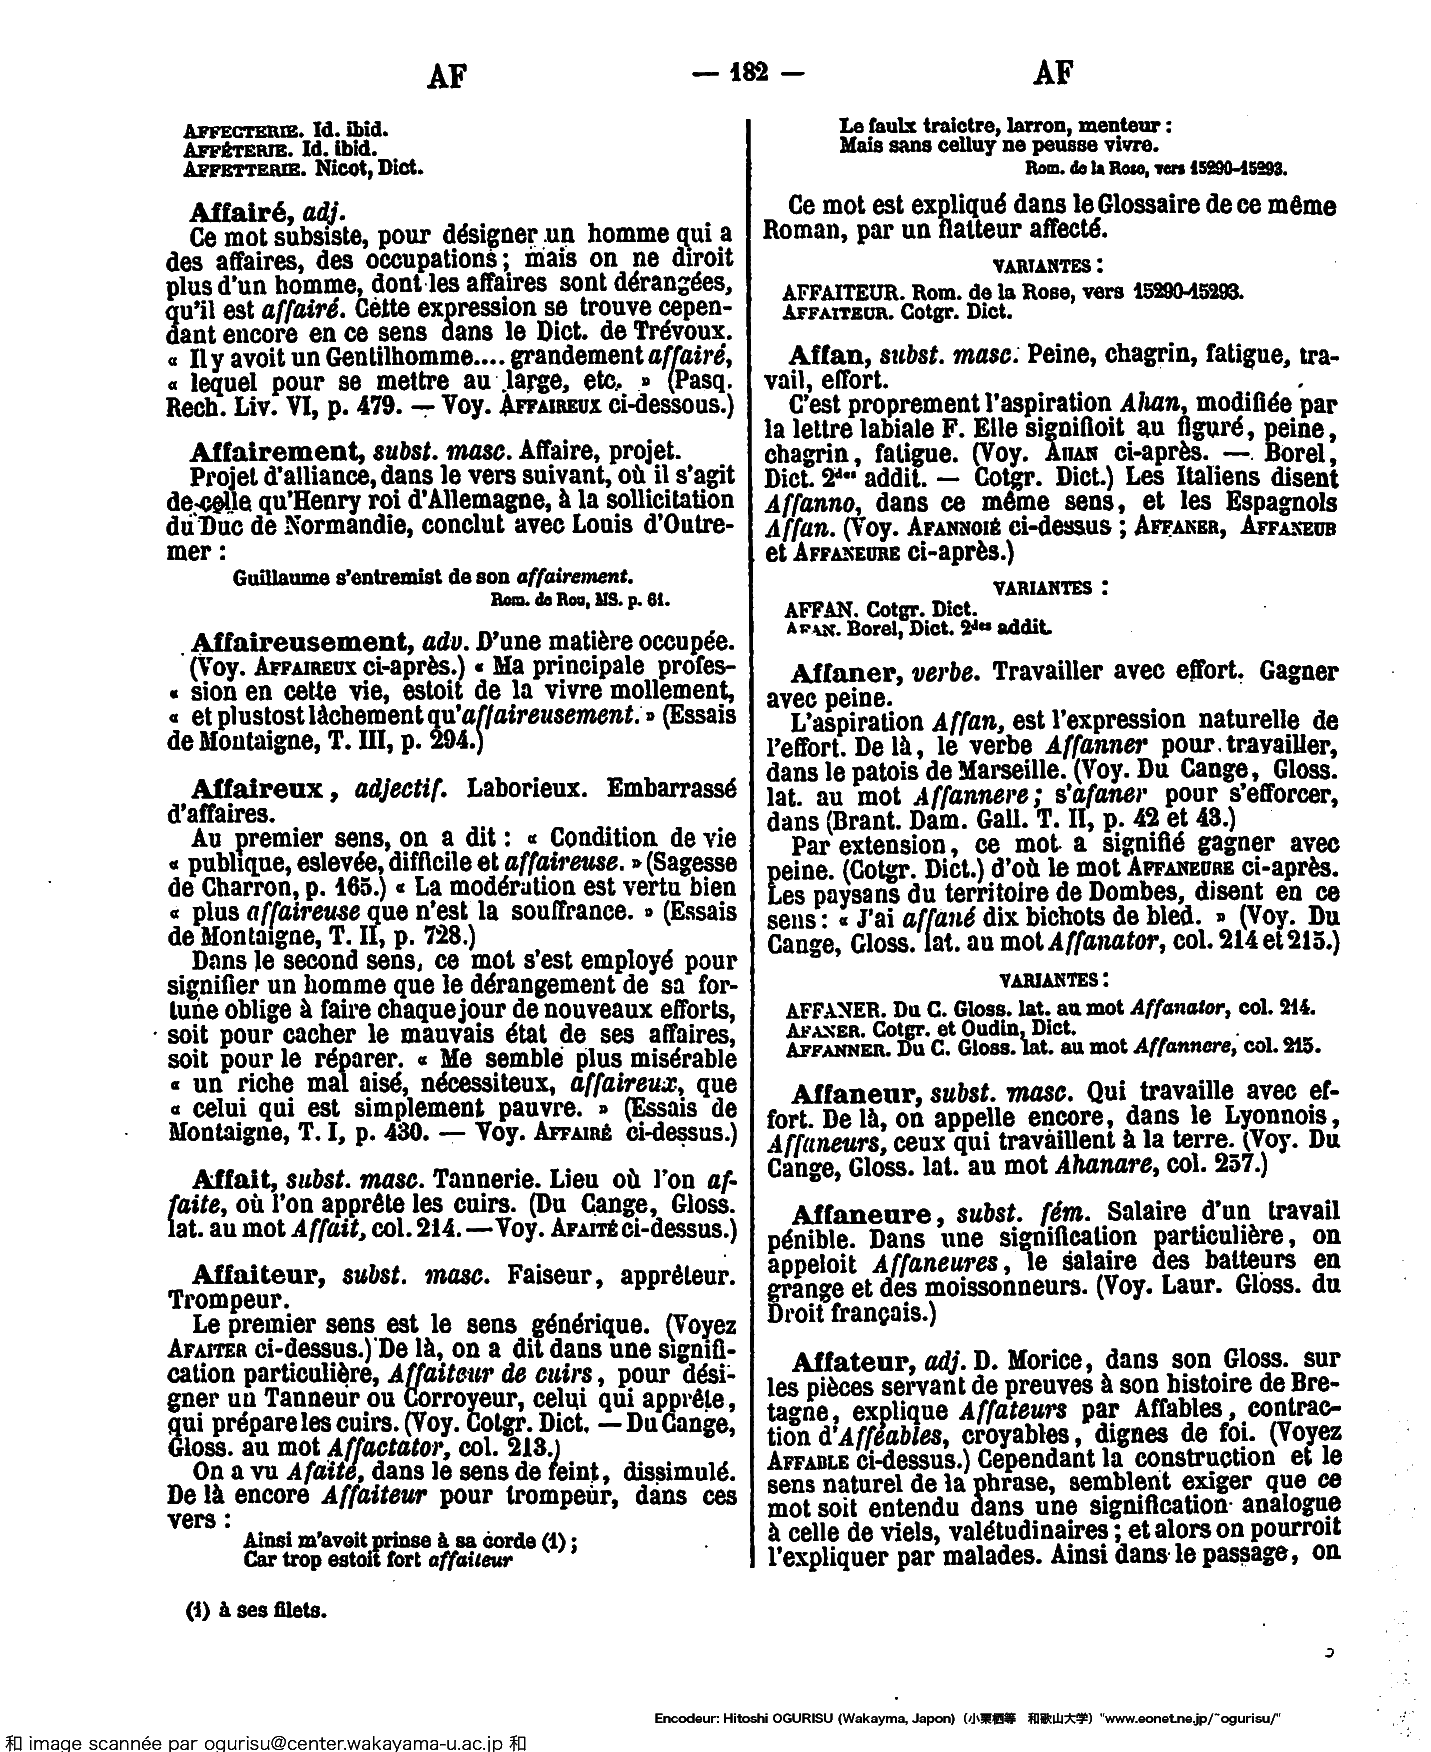 AF
— 182 —
AF
AFFECTERIE. Id. ibid.
AFFÉTERIE. Id. ibid.
AFFETTERIE. Nicot, Dict.
Affairé, adj.
Ce mot subsiste, pour désigner un homme qui a
des affaires, des occupations; mais on ne diroit
plus d'un homme, dont les affaires sont dérangées,
qu'il est affairé. Cette expression se trouve cepen-
dant encore en ce sens dans le Dict. de Trévoux.
« Il y avoit un Gentilhomme.... grandement affairé,
« lequel pour se mettre au large, etc. » (Pasq.
Rech. Liv. VI, p. 479. — Voy. AFFAIREUX ci-dessous.)
Affairement, subst. masc. Affaire, projet.
Projet d'alliance, dans le vers suivant, où il s'agit
de celle qu'Henry roi d'Allemagne, à la sollicitation
du Duc de Normandie, conclut avec Louis d'Outre-
mer :
Guillaume s'entremist de son affairement.
Rom. de Rou, MS. p. 61.
Affaireusement, adv. D'une matière occupée.
(Voy. AFFAIREUX ci-après.) « Ma principale profes-
« sion en cette vie, estoit de la vivre mollement,
« et plustost lâchement qu'affaireusement. » (Essais
de Montaigne, T. III, p. 294.)
Affaireux, adjectif. Laborieux. Embarrassé
d'affaires.
Au premier sens, on a dit : « Condition de vie
« publique, eslevée, difficile et affaireuse. » (Sagesse
de Charron, p. 165.) « La modération est vertu bien
« plus affaireuse que n'est la souffrance. » (Essais
de Montaigne, T. II, p. 728.)
Dans le second sens, ce mot s'est employé pour
signifier un homme que le dérangement de sa for-
tune oblige à faire chaque jour de nouveaux efforts,
soit pour cacher le mauvais état de ses affaires,
soit pour le réparer. « Me semble plus misérable
« un riche mal aisé, nécessiteux, affaireux, que
« celui qui est simplement pauvre. » (Essais de
Montaigne, T. I, p. 430. — Voy. AFFAIRÉ ci-dessus.)
Affait, subst. masc. Tannerie. Lieu où l'on af-
faite, où l'on apprête les cuirs. (Du Cange, Gloss.
lat. au mot Affait, col. 214. — Voy. AFAITÉ ci-dessus.)
Affaiteur, subst. masc. Faiseur, apprêteur.
Trompeur.
Le premier sens est le sens générique. (Voyez
AFAITER ci-dessus.) De là, on a dit dans une signifi-
cation particulière, Affaiteur de cuirs, pour dési-
gner un Tanneur ou Corroyeur, celui qui apprête,
qui prépare les cuirs. (Voy. Cotgr. Dict. — Du Cange,
Gloss. au mot Affactator, col. 213.)
On a vu Afaité, dans le sens de feint, dissimulé.
De là encore Affaiteur pour trompeur, dans ces
vers :
Ainsi m'avoit prinse à sa corde (1) ;
Car trop estoit fort affaiteur
(1) à ses filets.
Le faulx traictre, larron, menteur :
Mais sans celluy ne peusse vivre.
Rom. de la Rose, vers 15290-15293.
Ce mot est expliqué dans le Glossaire de ce même
Roman, par un flatteur affecté.
VARIANTES :
AFFAITEUR. Rom. de la Rose, vers 15290-15293.
AFFAITEUR. Cotgr. Dict.
Affan, subst. masc. Peine, chagrin, fatigue, tra-
vail, effort.
C'est proprement l'aspiration Ahan, modifiée par
la lettre labiale F. Elle signifioit au figuré, peine,
chagrin, fatigue. (Voy. AHAN ci-après. — Borel,
Dict. 2des addit. — Cotgr. Dict.) Les Italiens disent
Affanno, dans ce même sens, et les Espagnols
Affan. (Voy. AFANNOIÉ ci-dessus ; AFFANER, AFFANEUR
et AFFANEURE ci-après.)
VARIANTES :
AFFAN. Cotgr. Dict.
AFAN. Borel, Dict. 2des addit.
Affaner, verbe. Travailler avec effort. Gagner
avec peine.
L'aspiration Affan, est l'expression naturelle de
l'effort. De là, le verbe Affanner pour travailler,
dans le patois de Marseille. (Voy. Du Cange, Gloss.
lat. au mot Affannere ; s'afaner pour s'efforcer,
dans (Brant. Dam. Gall. T. II, p. 42 et 43.)
Par extension, ce mot a signifié gagner avec
peine. (Cotgr. Dict.) d'où le mot AFFANEURE ci-après.
Les paysans du territoire de Dombes, disent en ce
sens : « J'ai affané dix bichots de bled. » (Voy. Du
Cange, Gloss. lat. au mot Affanator, col. 214 et 215.)
VARIANTES :
AFFANER. Du C. Gloss. lat. au mot Affanator, col. 214.
AFANER. Cotgr. et Oudin, Dict.
AFFANNER. Du C. Gloss. lat. au mot Affannere, col. 215.
Affaneur, subst. masc. Qui travaille avec ef-
fort. De là, on appelle encore, dans le Lyonnois,
Affaneurs, ceux qui travaillent à la terre. (Voy. Du
Cange, Gloss. lat. au mot Ahanare, col. 257.)
Affaneure, subst. fém. Salaire d'un travail
pénible. Dans une signification particulière, on
appeloit Affaneures, le salaire des batteurs en
grange et des moissonneurs. (Voy. Laur. Gloss. du
Droit français.)
Affateur, adj. D. Morice, dans son Gloss. sur
les pièces servant de preuves à son histoire de Bre-
tagne, explique Affateurs par Affables, contrac-
tion d'Afféables, croyables, dignes de foi. (Voyez
AFFABLE ci-dessus.) Cependant la construction et le
sens naturel de la phrase, semblent exiger que ce
mot soit entendu dans une signification analogue
à celle de viels, valétudinaires ; et alors on pourroit
l'expliquer par malades. Ainsi dans le passage, on
Encodeur: Hitoshi OGURISU (Wakayma, Japon) (小栗栖等 和歌山大学) "www.eonet.ne.jp/~ogurisu/"
和 image scannée par ogurisu@center.wakayama-u.ac.jp 和